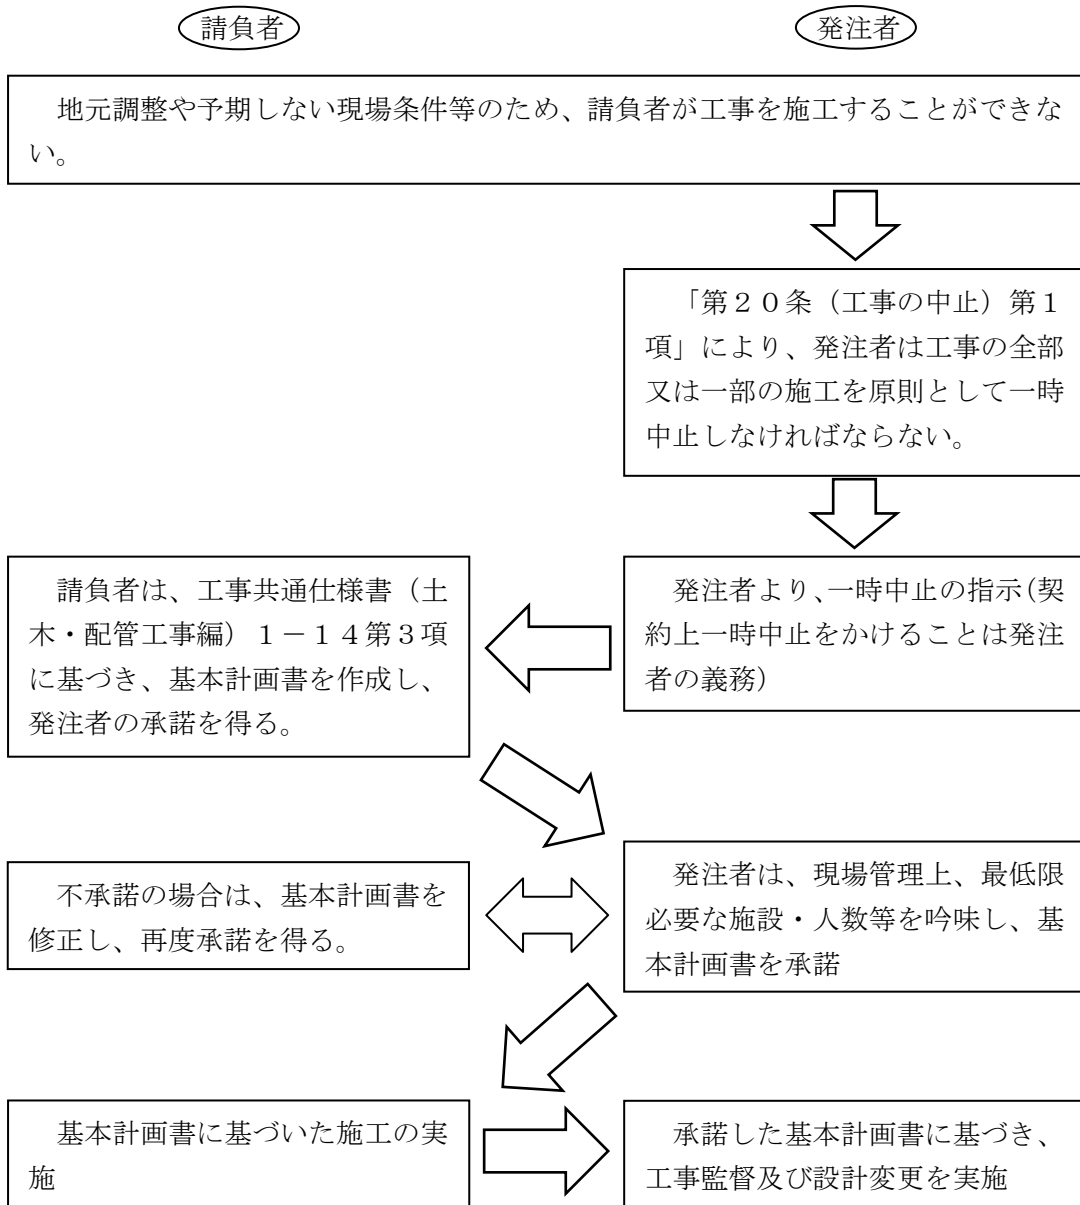 請負者
発注者
地元調整や予期しない現場条件等のため、請負者が工事を施工することができな
い。
「第20条(工事の中止)第1
項」により、発注者は工事の全部
又は一部の施工を原則として一時
中止しなければならない。
発注者より、一時中止の指示(契
約上一時中止をかけることは発注
者の義務)
請負者は、工事共通仕様書(土
木・配管工事編)1-14第3項
に基づき、基本計画書を作成し、
発注者の承諾を得る。
発注者は、現場管理上、最低限
必要な施設・人数等を吟味し、基
本計画書を承諾
不承諾の場合は、基本計画書を
修正し、再度承諾を得る。
基本計画書に基づいた施工の実
施
承諾した基本計画書に基づき、
工事監督及び設計変更を実施